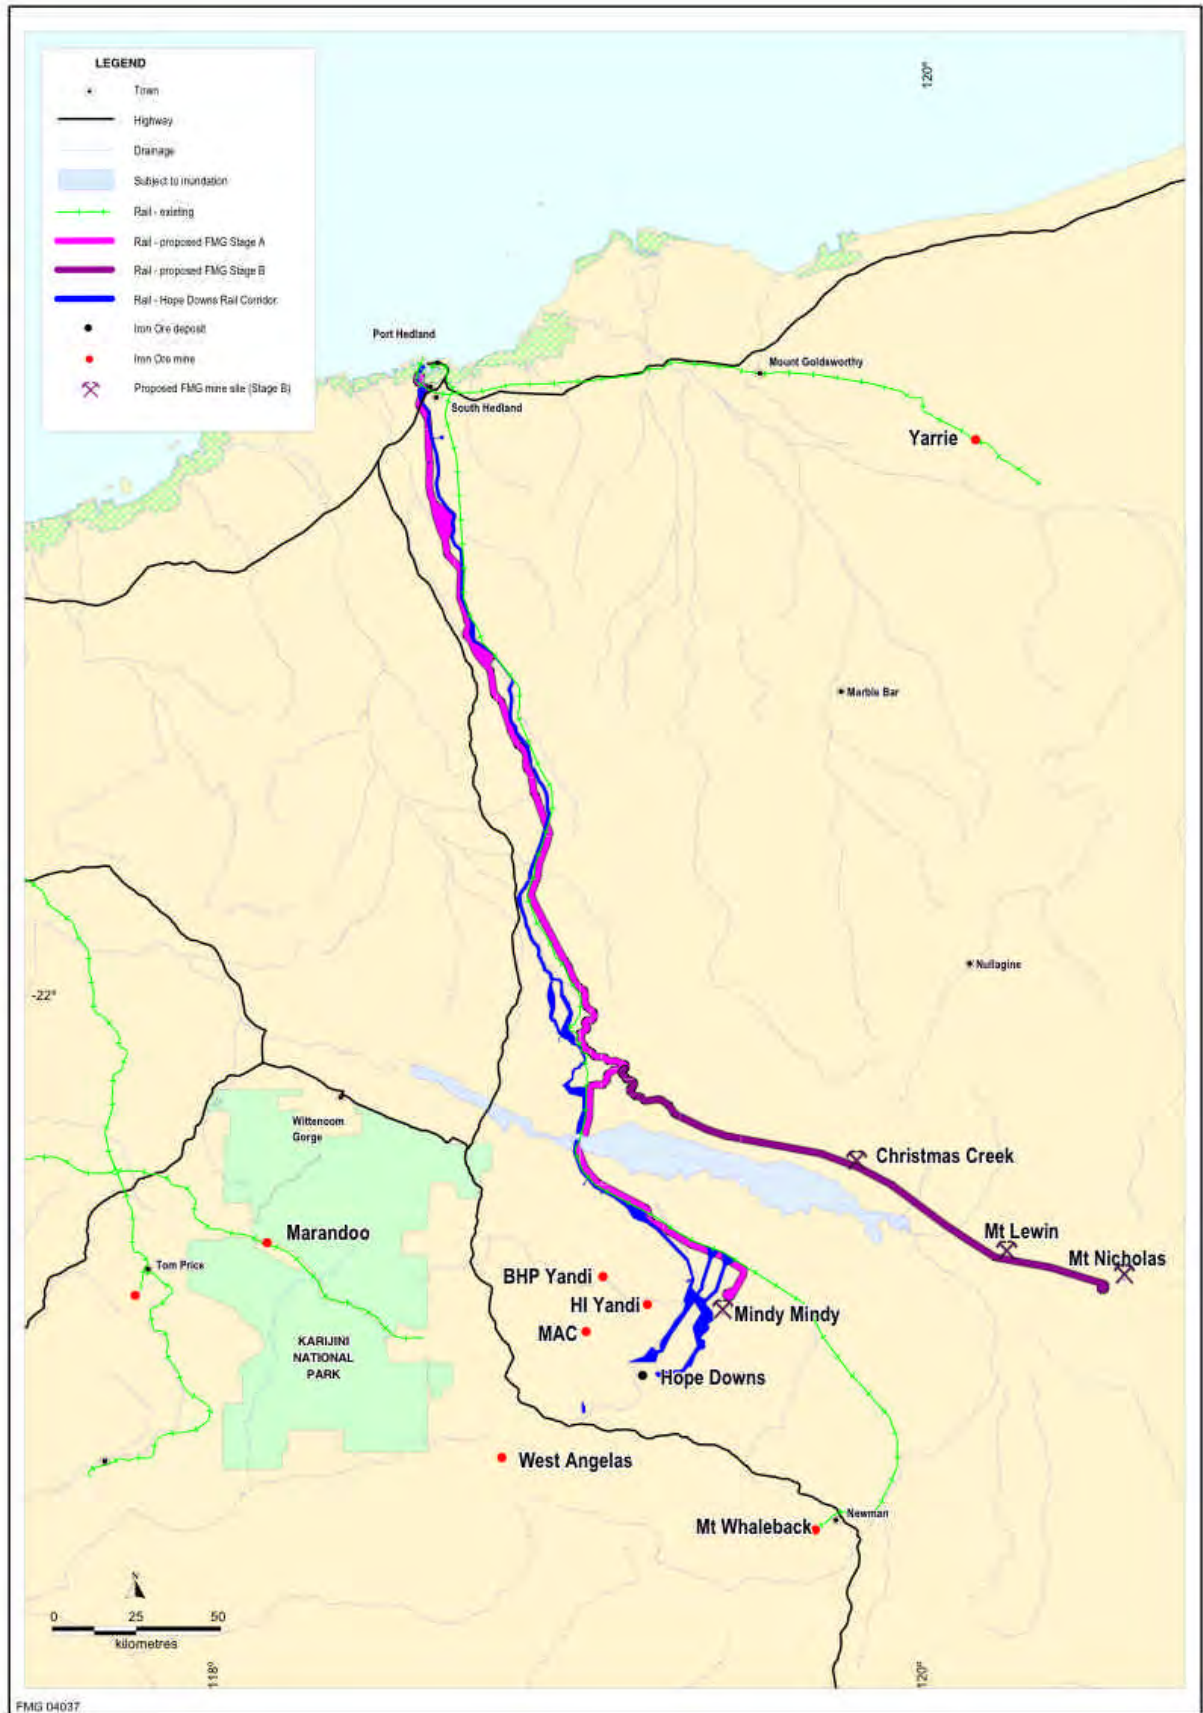 LEGEND
Town
Highway
Drainage
Subject to inundation
Rail - existing
Rail - proposed FMG Stage A
Rail - proposed FMG Stage B
Rail - Hope Downs Rail Corridor
Iron Ore deposit
Iron Ore mine
Proposed FMG mine site (Stage B)
120°
Port Hedland
Mount Goldsworthy
South Hedland
Yarrie
Marble Bar
Nullagine
-22°
Wittenoom
Gorge
Christmas Creek
Marandoo
Mt Lewin
Mt Nicholas
Tom Price
BHP Yandi
HI Yandi
Mindy Mindy
MAC
KARIJINI
NATIONAL
PARK
Hope Downs
West Angelas
Newman
Mt Whaleback
N
0 25 50
kilometres
118°
120°
FMG 04037